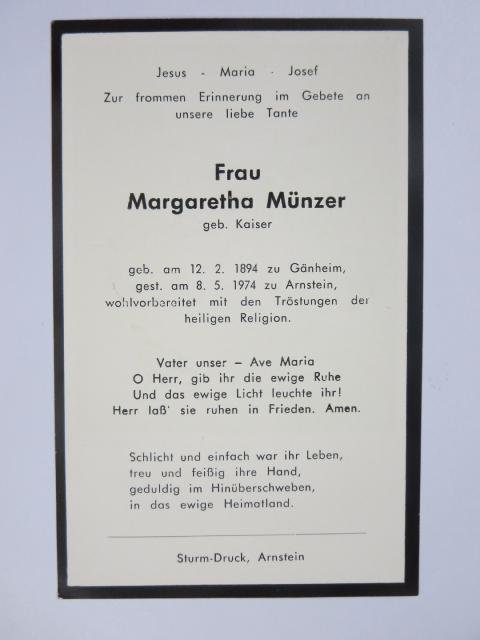 Jesus - Maria - Josef
Zur frommen Erinnerung im Gebete an
unsere liebe Tante
Frau
Margaretha Münzer
geb. Kaiser
geb. am 12. 2. 1894 zu Gänheim,
gest. am 8. 5. 1974 zu Arnstein,
wohlvorbereitet mit den Tröstungen der
heiligen Religion.
Vater unser – Ave Maria
O Herr, gib ihr die ewige Ruhe
Und das ewige Licht leuchte ihr!
Herr laß' sie ruhen in Frieden. Amen.
Schlicht und einfach war ihr Leben,
treu und feißig ihre Hand,
geduldig im Hinüberschweben,
in das ewige Heimatland.
Sturm-Druck, Arnstein